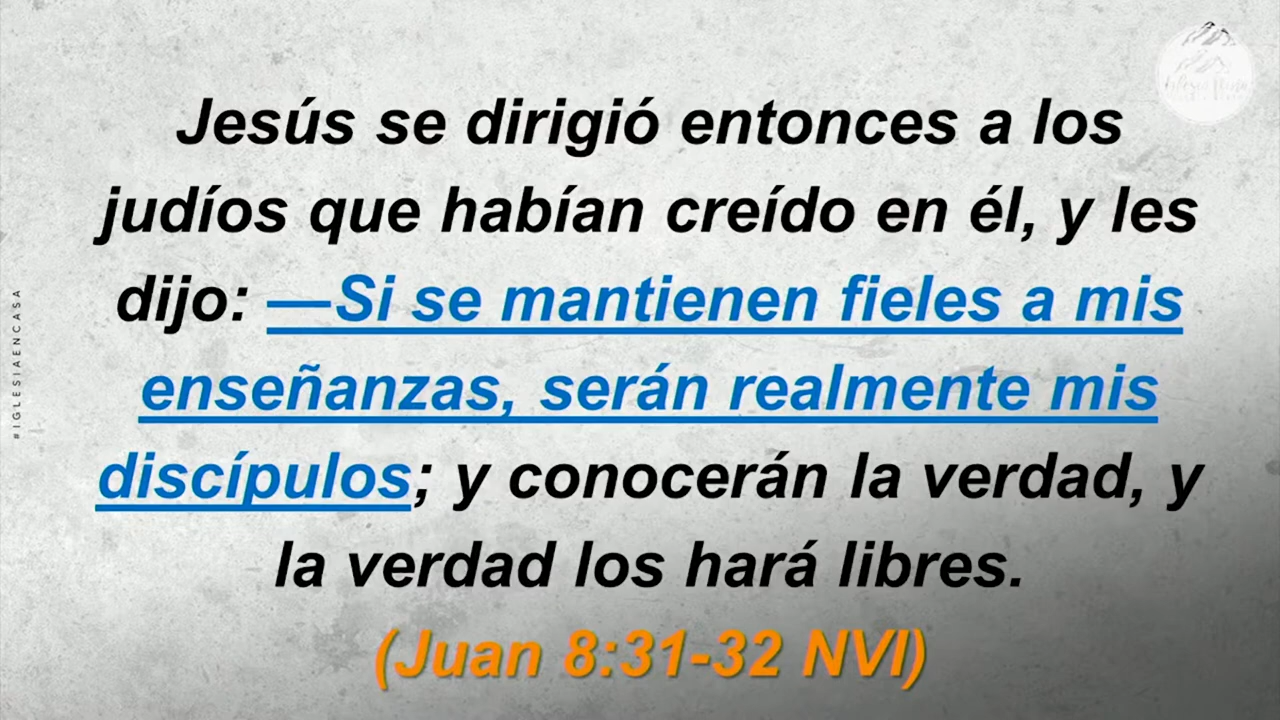 Jesús se dirigió entonces a los
judíos que habían creído en él, y les
dijo: —Si se mantienen fieles a mis
enseñanzas, serán realmente mis
discípulos; y conocerán la verdad, y
la verdad los hará libres.
(Juan 8:31-32 NVI)
#IGLESIAENCASA